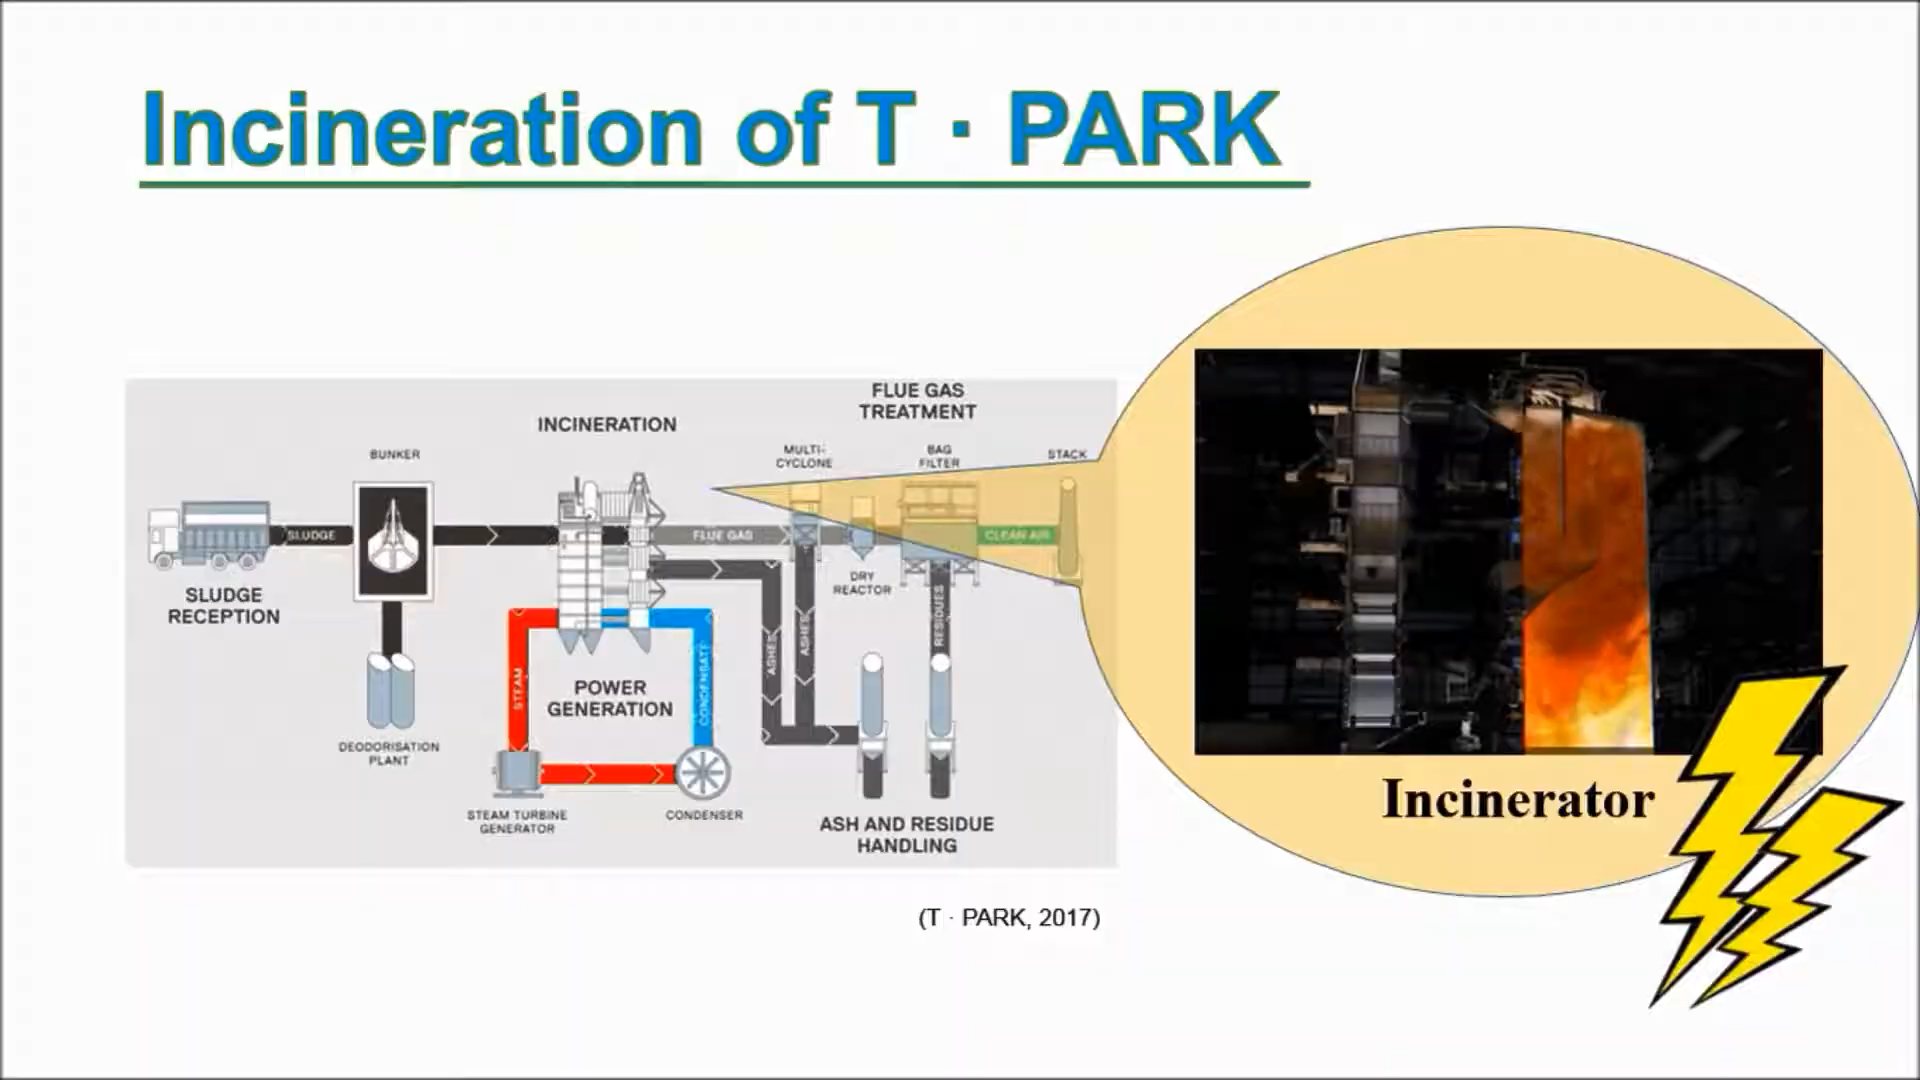 Incineration of T · PARK
FLUE GAS
TREATMENT
INCINERATION
BUNKER
MULTI-
CYCLONE
BAG
FILTER
STACK
SLUDGE
FLUE GAS
CLEAN AIR
SLUDGE
RECEPTION
DRY
REACTOR
ASHES
ASHES
RESIDUES
STEAM
CONDENSATE
POWER
GENERATION
DEODORISATION
PLANT
STEAM TURBINE
GENERATOR
CONDENSER
ASH AND RESIDUE
HANDLING
Incinerator
(T · PARK, 2017)